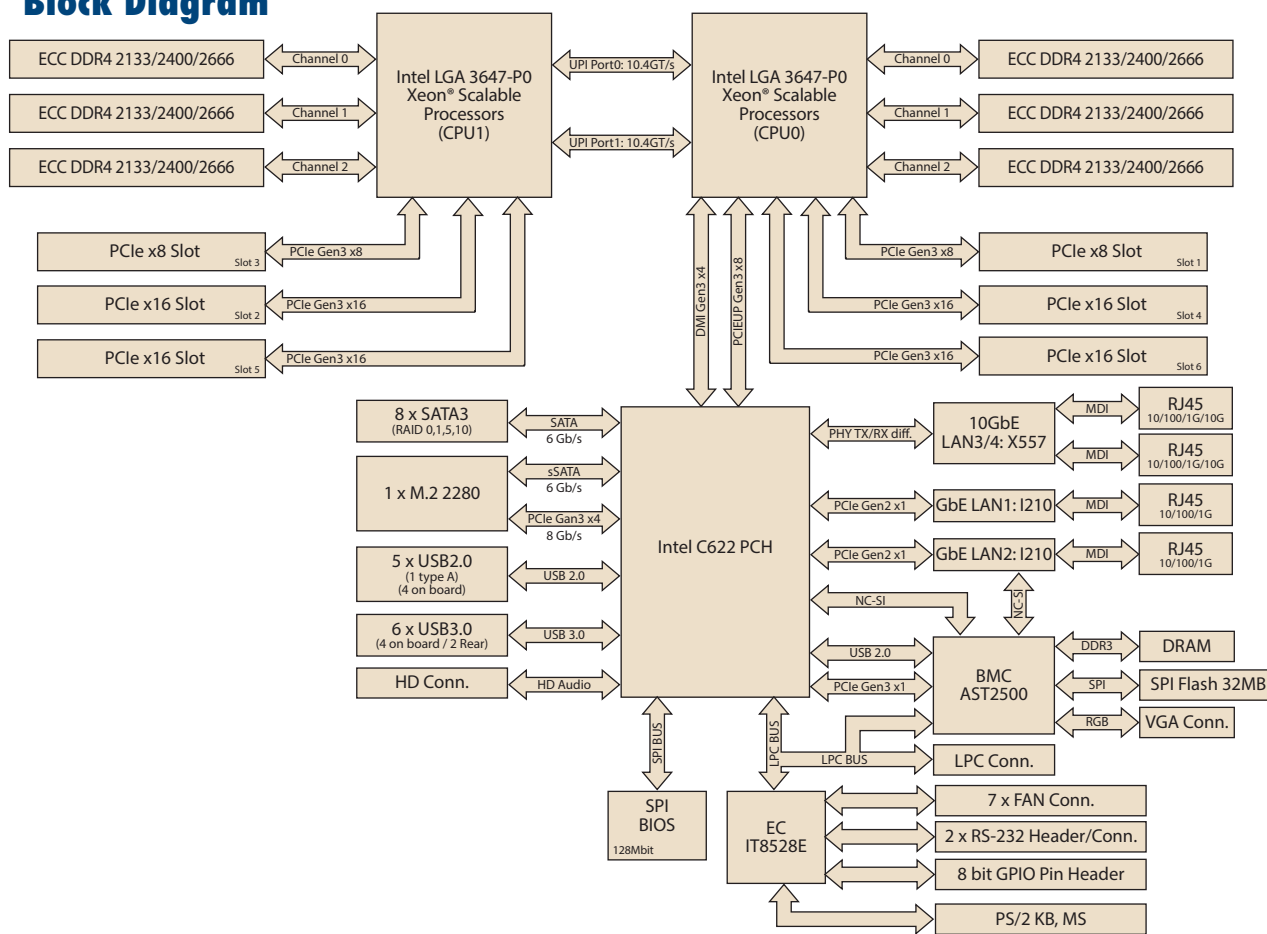 Block Diagram
ECC DDR4 2133/2400/2666
Channel 0
ECC DDR4 2133/2400/2666
Channel 1
ECC DDR4 2133/2400/2666
Channel 2
Intel LGA 3647-P0
Xeon® Scalable
Processors
(CPU1)
UPI Port0: 10.4GT/s
UPI Port1: 10.4GT/s
Intel LGA 3647-P0
Xeon® Scalable
Processors
(CPU0)
Channel 0
ECC DDR4 2133/2400/2666
Channel 1
ECC DDR4 2133/2400/2666
Channel 2
ECC DDR4 2133/2400/2666
PCIe x8 Slot
Slot 3
PCIe Gen3 x8
PCIe x16 Slot
Slot 2
PCIe Gen3 x16
PCIe x16 Slot
Slot 5
PCIe Gen3 x16
DMI Gen3 x4
PCIEUP Gen3 x8
PCIe Gen3 x8
PCIe x8 Slot
Slot 1
PCIe Gen3 x16
PCIe x16 Slot
Slot 4
PCIe Gen3 x16
PCIe x16 Slot
Slot 6
8 x SATA3
(RAID 0,1,5,10)
SATA
6 Gb/s
1 x M.2 2280
sSATA
6 Gb/s
PCIe Gan3 x4
8 Gb/s
5 x USB2.0
(1 type A)
(4 on board)
USB 2.0
6 x USB3.0
(4 on board / 2 Rear)
USB 3.0
HD Conn.
HD Audio
Intel C622 PCH
PHY TX/RX diff.
10GbE
LAN3/4: X557
MDI
RJ45
10/100/1G/10G
MDI
RJ45
10/100/1G/10G
PCIe Gen2 x1
GbE LAN1: I210
MDI
RJ45
10/100/1G
PCIe Gen2 x1
GbE LAN2: I210
MDI
RJ45
10/100/1G
NC-SI
NC-SI
USB 2.0
PCIe Gen3 x1
BMC
AST2500
DDR3
DRAM
SPI
SPI Flash 32MB
RGB
VGA Conn.
SPI BUS
LPC BUS
LPC BUS
LPC Conn.
SPI
BIOS
128Mbit
EC
IT8528E
7 x FAN Conn.
2 x RS-232 Header/Conn.
8 bit GPIO Pin Header
PS/2 KB, MS